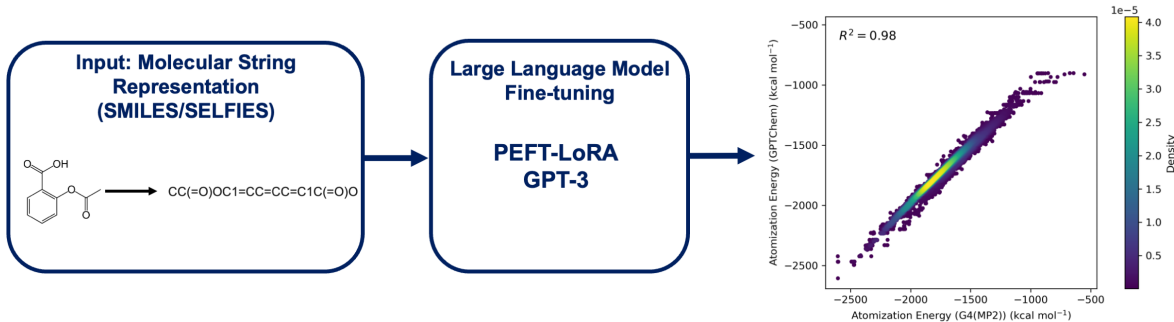 Input: Molecular String
Representation
(SMILES/SELFIES)
O
OH
O
O
CC(=O)OC1=CC=CC=C1C(=O)O
Large Language Model
Fine-tuning
PEFT-LoRA
GPT-3
R² = 0.98
Atomization Energy (GPTChem) (kcal mol⁻¹)
−500
−1000
−1500
−2000
−2500
−2500 −2000 −1500 −1000 −500
Atomization Energy (G4(MP2)) (kcal mol⁻¹)
1e−5
4.0
3.5
3.0
2.5
2.0
1.5
1.0
0.5
Density